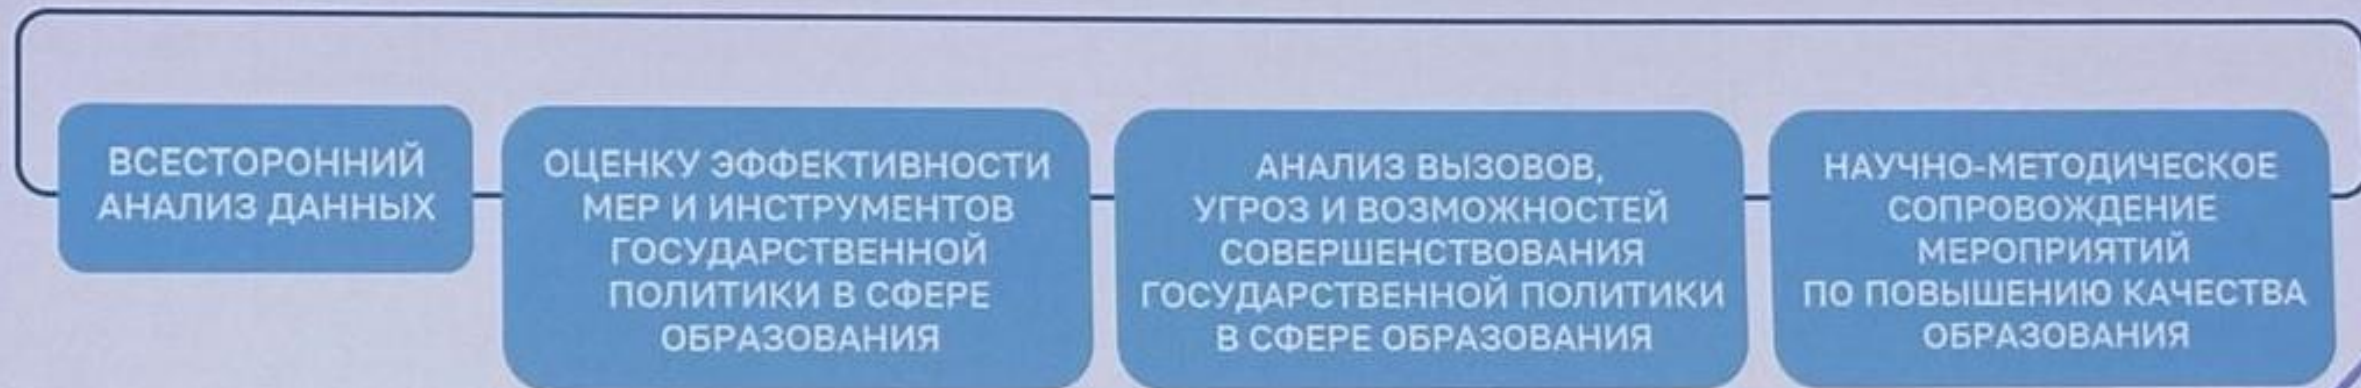 ВСЕСТОРОННИЙ
АНАЛИЗ ДАННЫХ
ОЦЕНКУ ЭФФЕКТИВНОСТИ
МЕР И ИНСТРУМЕНТОВ
ГОСУДАРСТВЕННОЙ
ПОЛИТИКИ В СФЕРЕ
ОБРАЗОВАНИЯ
АНАЛИЗ ВЫЗОВОВ,
УГРОЗ И ВОЗМОЖНОСТЕЙ
СОВЕРШЕНСТВОВАНИЯ
ГОСУДАРСТВЕННОЙ ПОЛИТИКИ
В СФЕРЕ ОБРАЗОВАНИЯ
НАУЧНО-МЕТОДИЧЕСКОЕ
СОПРОВОЖДЕНИЕ
МЕРОПРИЯТИЙ
ПО ПОВЫШЕНИЮ КАЧЕСТВА
ОБРАЗОВАНИЯ